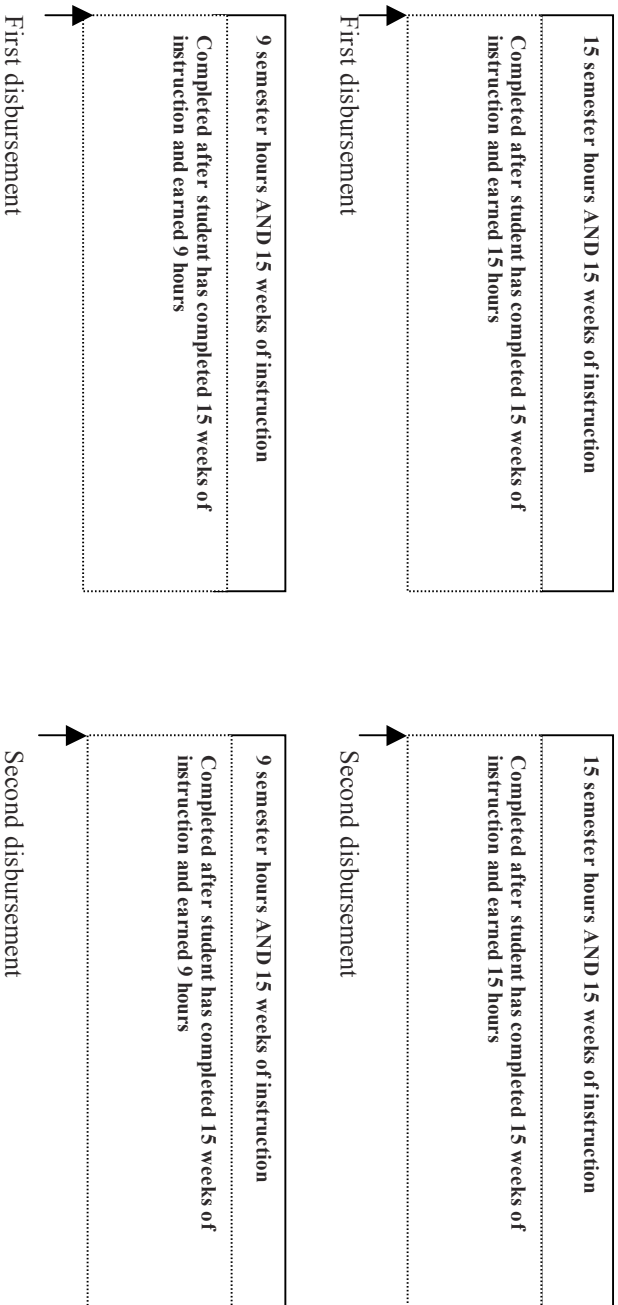 15 semester hours AND 15 weeks of instruction
Completed after student has completed 15 weeks of
instruction and earned 15 hours
First disbursement
15 semester hours AND 15 weeks of instruction
Completed after student has completed 15 weeks of
instruction and earned 15 hours
Second disbursement
9 semester hours AND 15 weeks of instruction
Completed after student has completed 15 weeks of
instruction and earned 9 hours
First disbursement
9 semester hours AND 15 weeks of instruction
Completed after student has completed 15 weeks of
instruction and earned 9 hours
Second disbursement